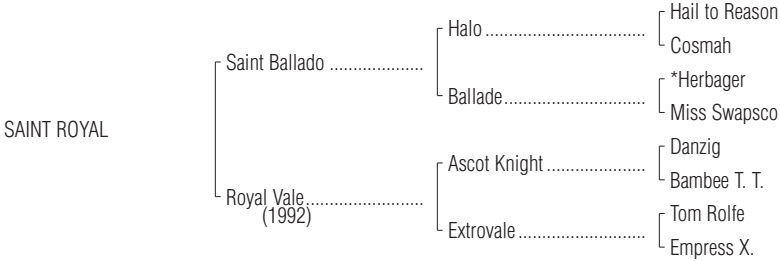 Hail to Reason
Halo
Cosmah
Saint Ballado
*Herbager
Ballade
Miss Swapsco
SAINT ROYAL
Danzig
Ascot Knight
Bambee T. T.
Royal Vale
(1992)
Tom Rolfe
Extrovale
Empress X.